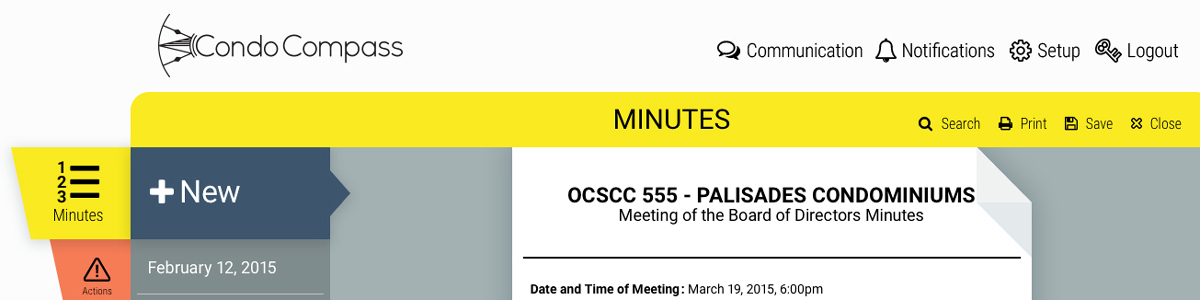 Condo Compass
Communication Notifications Setup Logout
MINUTES
Search Print Save Close
1
2
3
Minutes
+ New
OCSCC 555 - PALISADES CONDOMINIUMS
Meeting of the Board of Directors Minutes
February 12, 2015
Actions
Date and Time of Meeting: March 19, 2015, 6:00pm